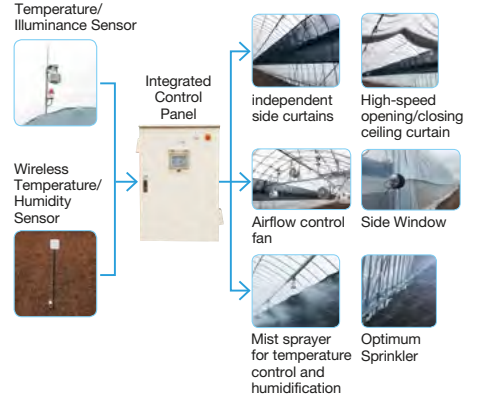 Temperature/
Illuminance Sensor
Wireless
Temperature/
Humidity
Sensor
Integrated
Control
Panel
independent
side curtains
High-speed
opening/closing
ceiling curtain
Airflow control
fan
Side Window
Mist sprayer
for temperature
control and
humidification
Optimum
Sprinkler